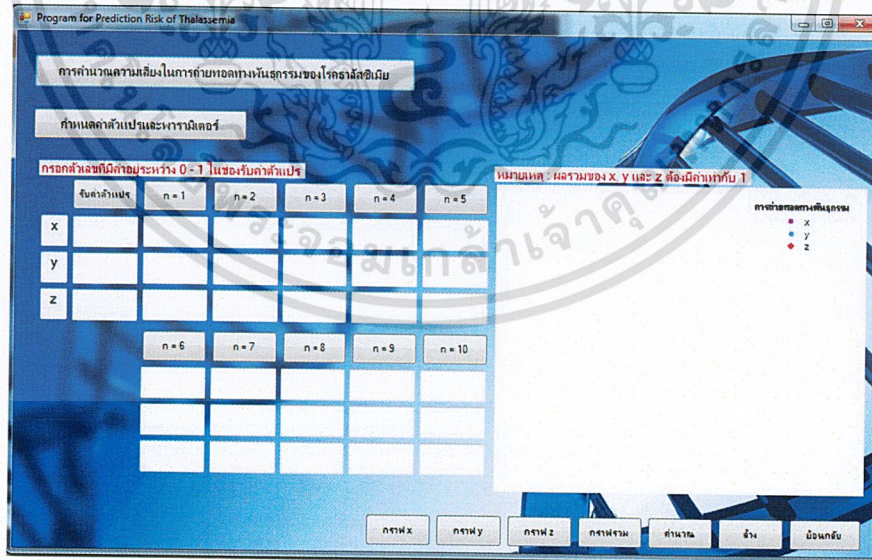 Program for Prediction Risk of Thalassemia
การคำนวณความเสี่ยงในการถ่ายทอดทางพันธุกรรมของโรคธาลัสซีเมีย
กำหนดค่าตัวแปรและพารามิเตอร์
กรอกตัวเลขที่มีค่าอยู่ระหว่าง 0 - 1 ในช่องรับค่าตัวแปร
หมายเหตุ : ผลรวมของ x, y และ z ต้องมีค่าเท่ากับ 1
รับค่าตัวแปร n = 1 n = 2 n = 3 n = 4 n = 5
การถ่ายทอดทางพันธุกรรม
x
y
z
x
y
z
n = 6 n = 7 n = 8 n = 9 n = 10
กราฟ x กราฟ y กราฟ z กราฟรวม คำนวณ ล้าง ย้อนกลับ